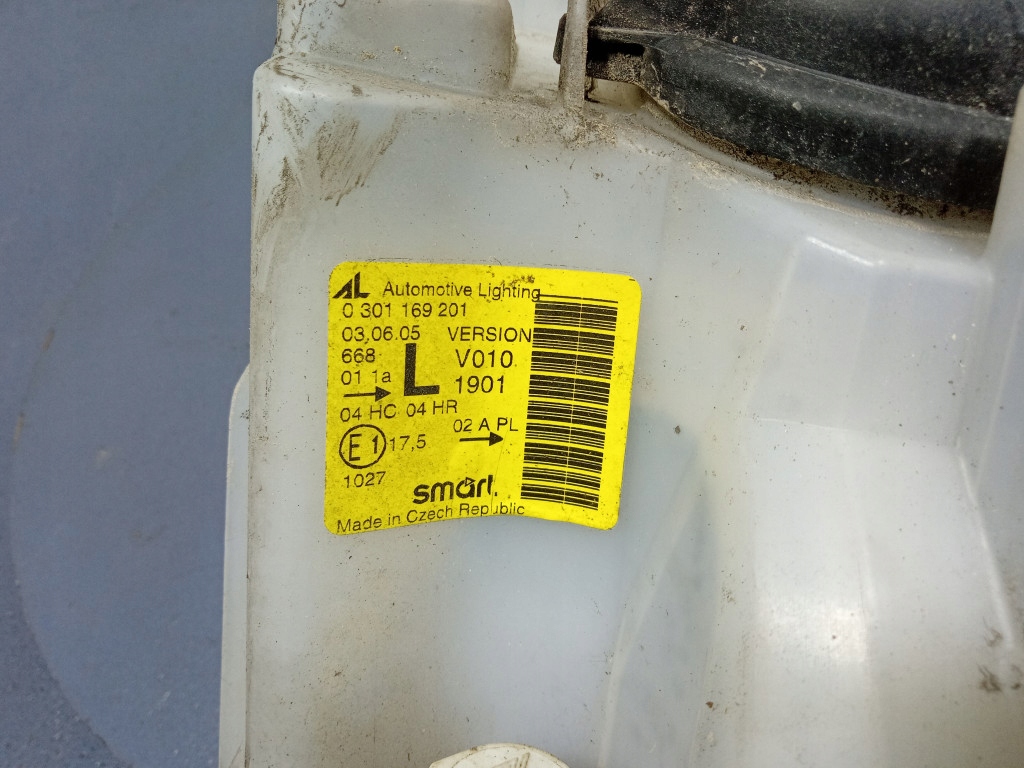 AL Automotive Lighting
0 301 169 201
03,06.05 VERSION
668 L V010
01 1a 1901
04 HC 04 HR
02 A PL
E1 17,5
1027
smart
Made in Czech Republic